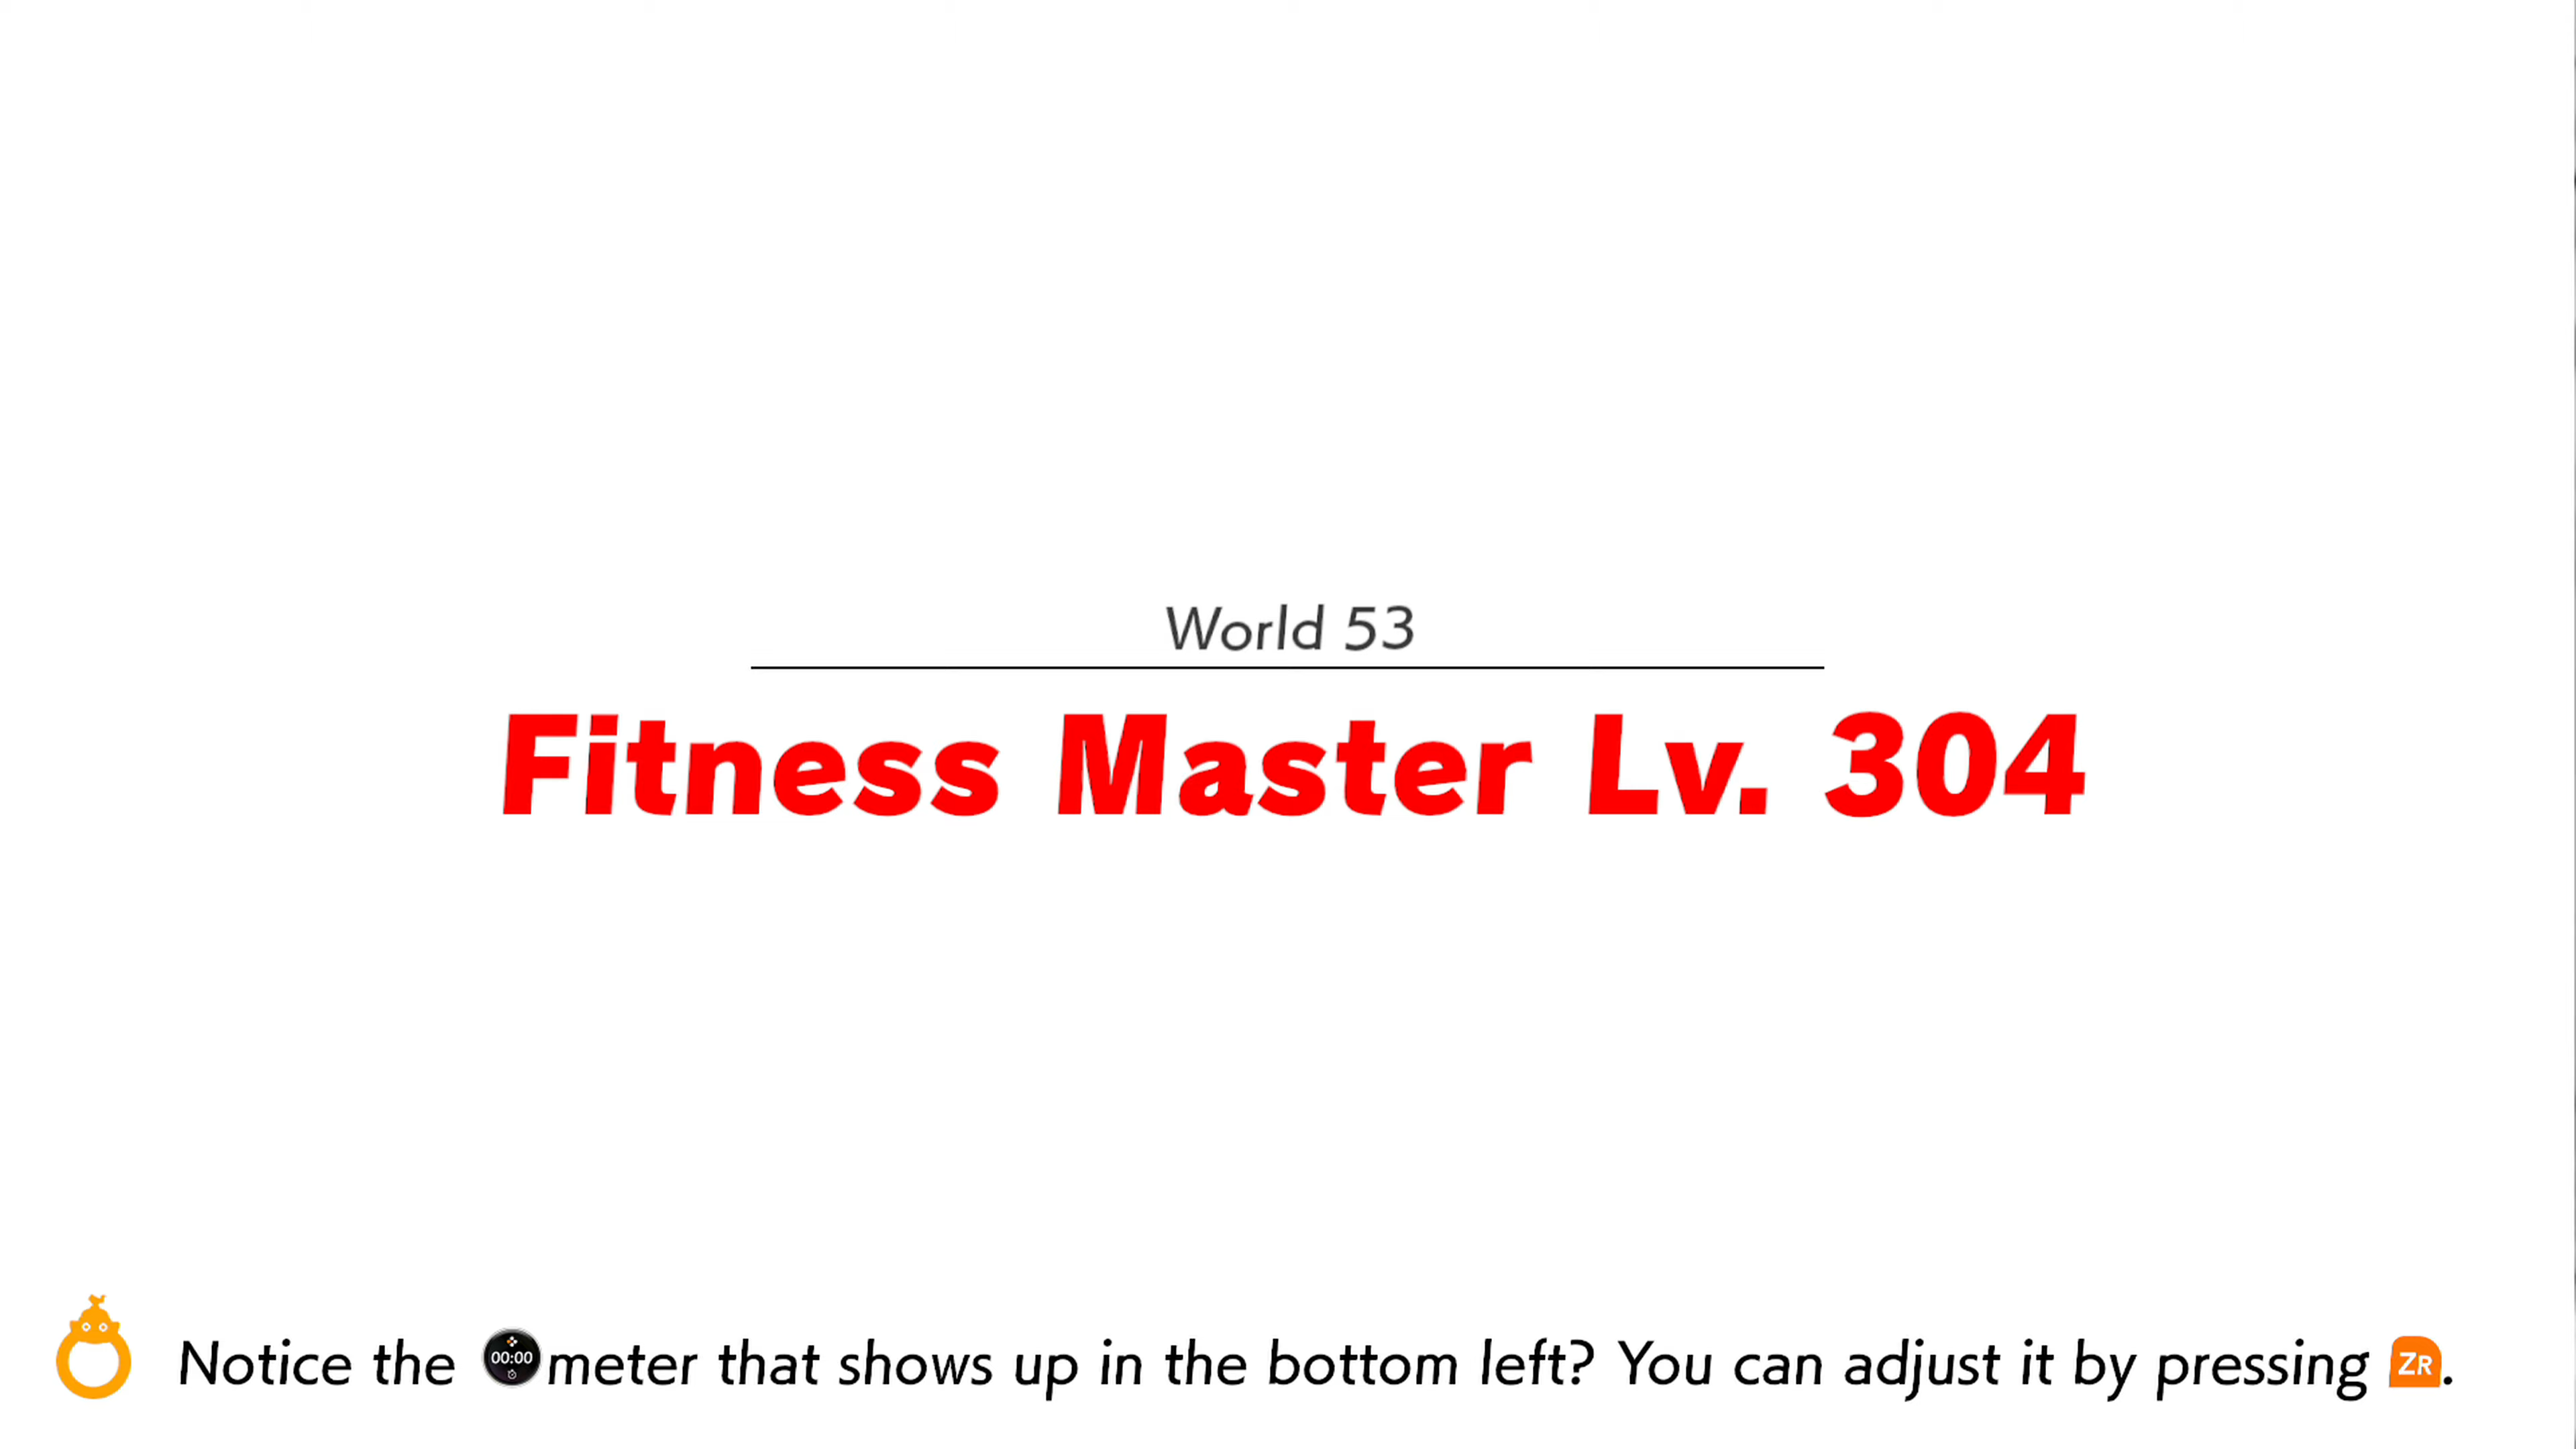 World 53
Fitness Master Lv. 304
Notice the 00:00 meter that shows up in the bottom left? You can adjust it by pressing ZR.